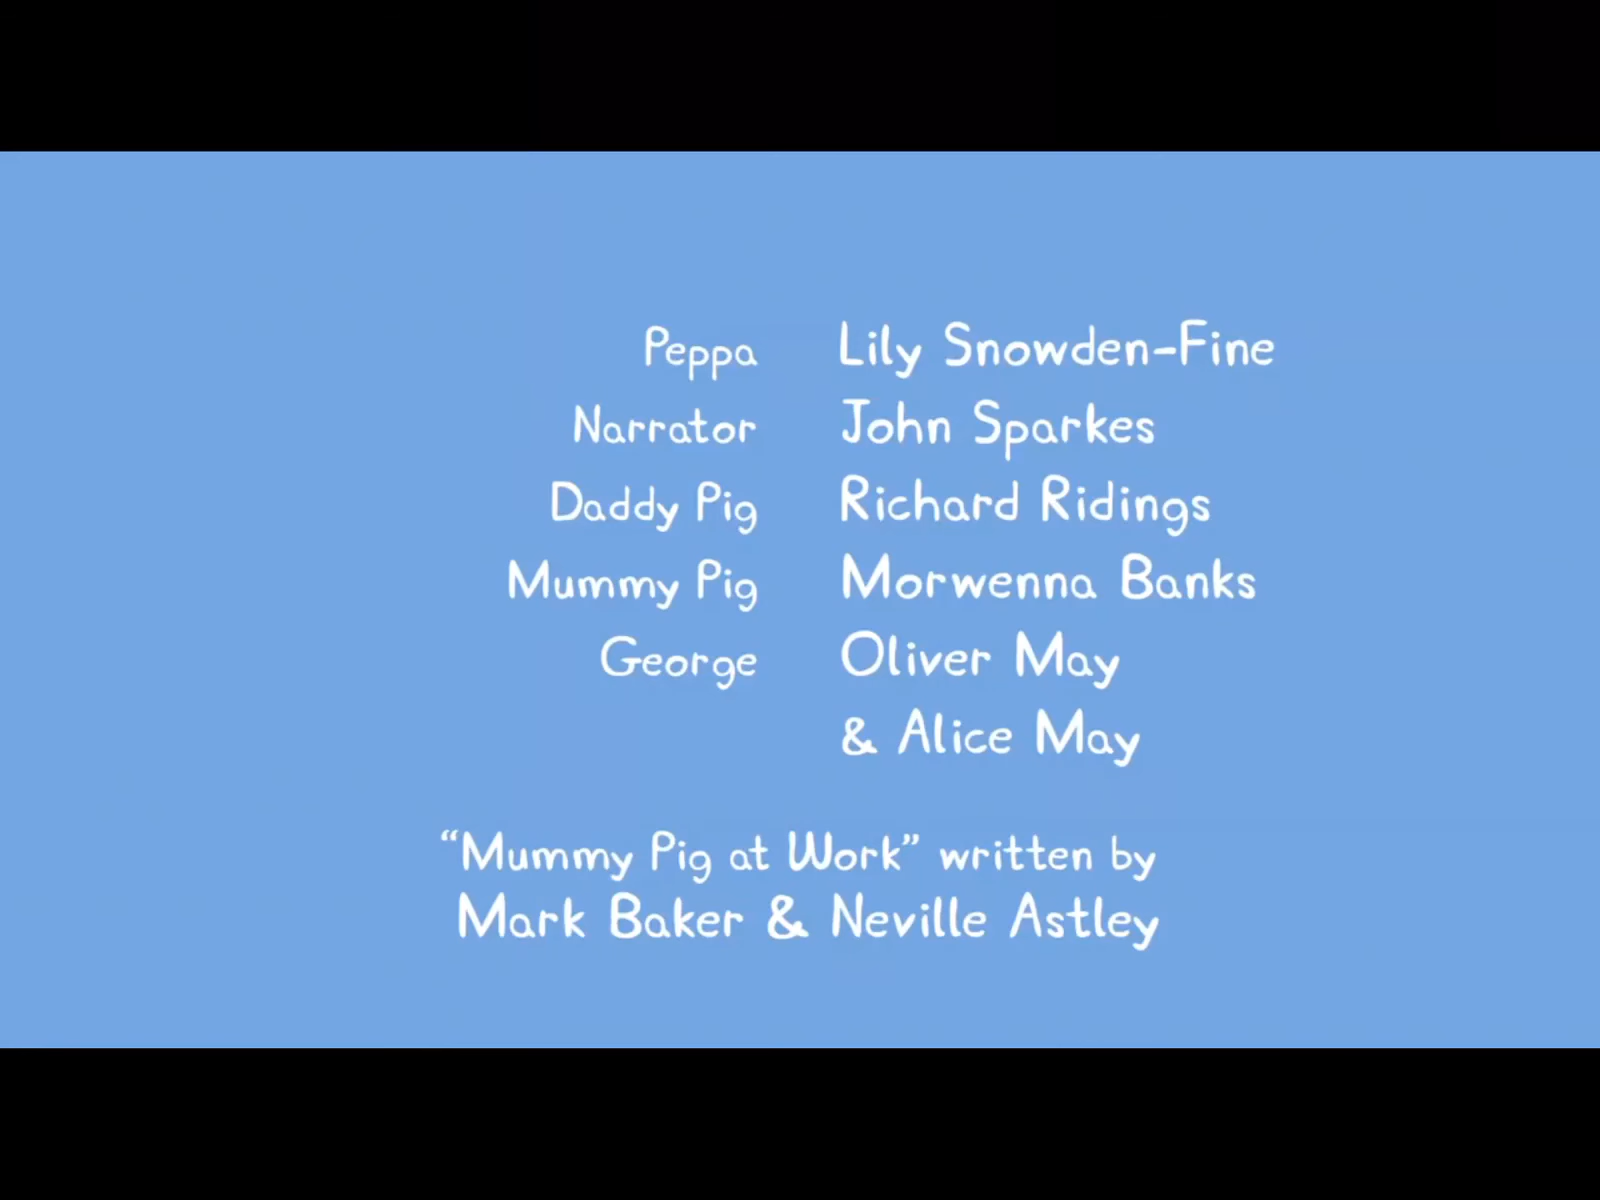 Peppa Lily Snowden-Fine
Narrator John Sparkes
Daddy Pig Richard Ridings
Mummy Pig Morwenna Banks
George Oliver May
& Alice May
“Mummy Pig at Work” written by
Mark Baker & Neville Astley